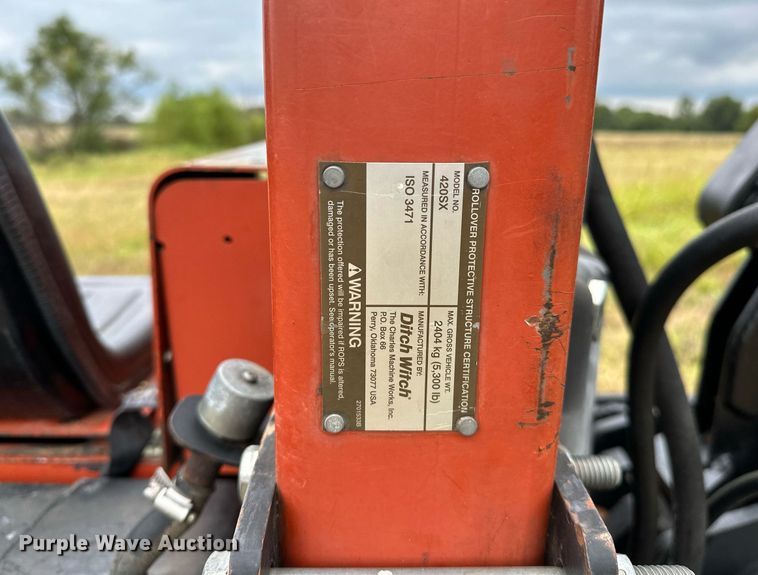 ROLLOVER PROTECTIVE STRUCTURE CERTIFICATION
MODEL NO.
420SX
MAX. GROSS VEHICLE WT.
2404 kg (5,300 lb)
MEASURED IN ACCORDANCE WITH:
ISO 3471
MANUFACTURED BY:
Ditch Witch®
The Charles Machine Works, Inc.
P.O. Box 66
Perry, Oklahoma 73077 USA
WARNING
The protection offered will be impaired if ROPS is altered,
damaged or has been upset. See operator's manual.
2701533B
Purple Wave Auction